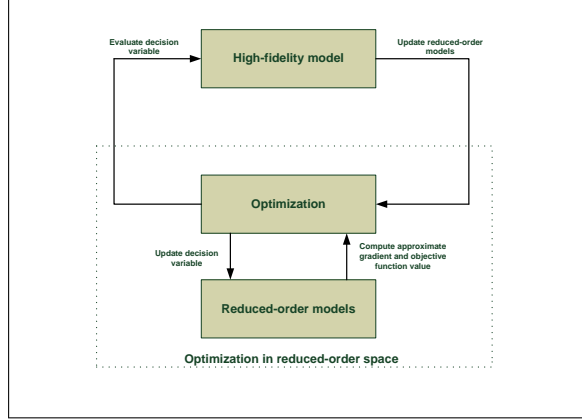 Evaluate decision
variable
High-fidelity model
Update reduced-order
models
Optimization
Update decision
variable
Compute approximate
gradient and objective
function value
Reduced-order models
Optimization in reduced-order space